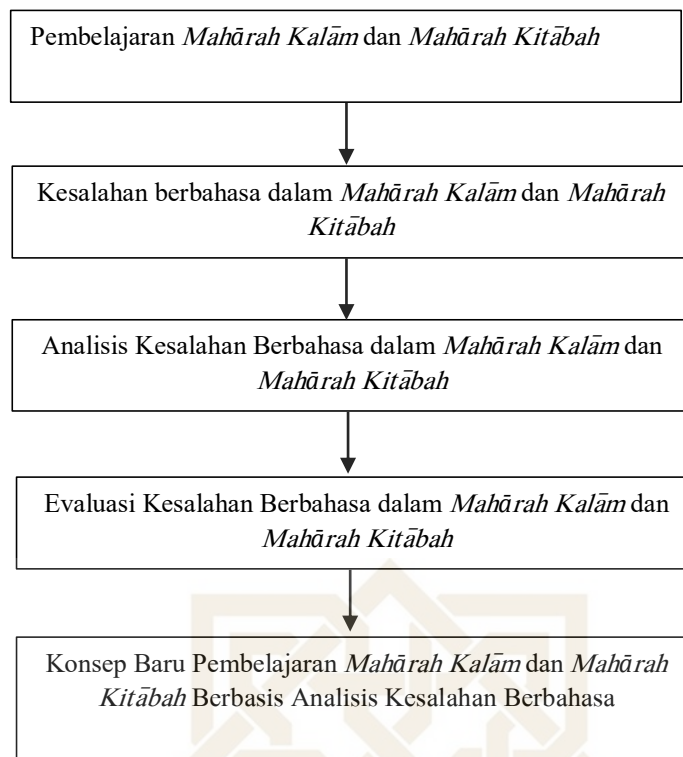 Pembelajaran Mahārah Kalām dan Mahārah Kitābah
Kesalahan berbahasa dalam Mahārah Kalām dan Mahārah
Kitābah
Analisis Kesalahan Berbahasa dalam Mahārah Kalām dan
Mahārah Kitābah
Evaluasi Kesalahan Berbahasa dalam Mahārah Kalām dan
Mahārah Kitābah
Konsep Baru Pembelajaran Mahārah Kalām dan Mahārah
Kitābah Berbasis Analisis Kesalahan Berbahasa